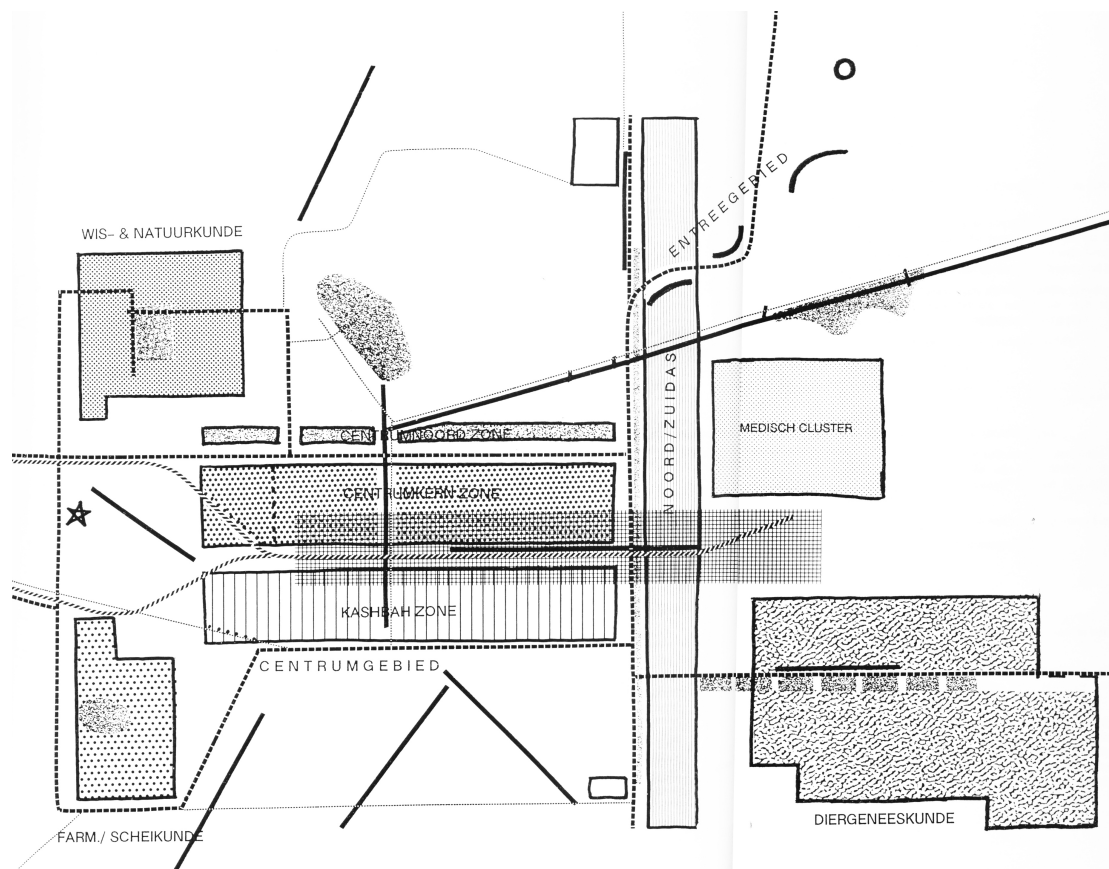 ENTREEGEBIED
WIS- & NATUURKUNDE
NOORD/ZUIDAS
MEDISCH CLUSTER
CENTRUMNOORD ZONE
CENTRUMKERN ZONE
KASHBAH ZONE
CENTRUMGEBIED
DIERGENEESKUNDE
FARM./ SCHEIKUNDE